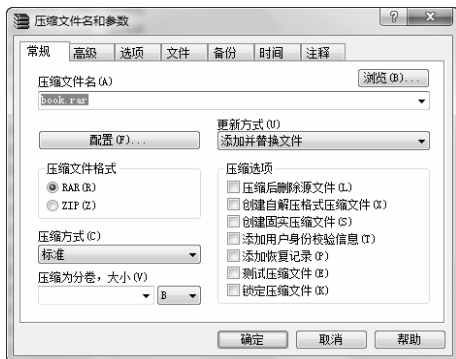 压缩文件名和参数
常规 高级 选项 文件 备份 时间 注释
压缩文件名(A)
浏览(B)...
book.rar
配置(F)...
更新方式(U)
添加并替换文件
压缩文件格式
RAR(R)
ZIP(Z)
压缩方式(C)
标准
压缩为分卷，大小(V)
B
压缩选项
压缩后删除源文件(L)
创建自解压格式压缩文件(X)
创建固实压缩文件(S)
添加用户身份校验信息(T)
添加恢复记录(P)
测试压缩文件(E)
锁定压缩文件(K)
确定 取消 帮助